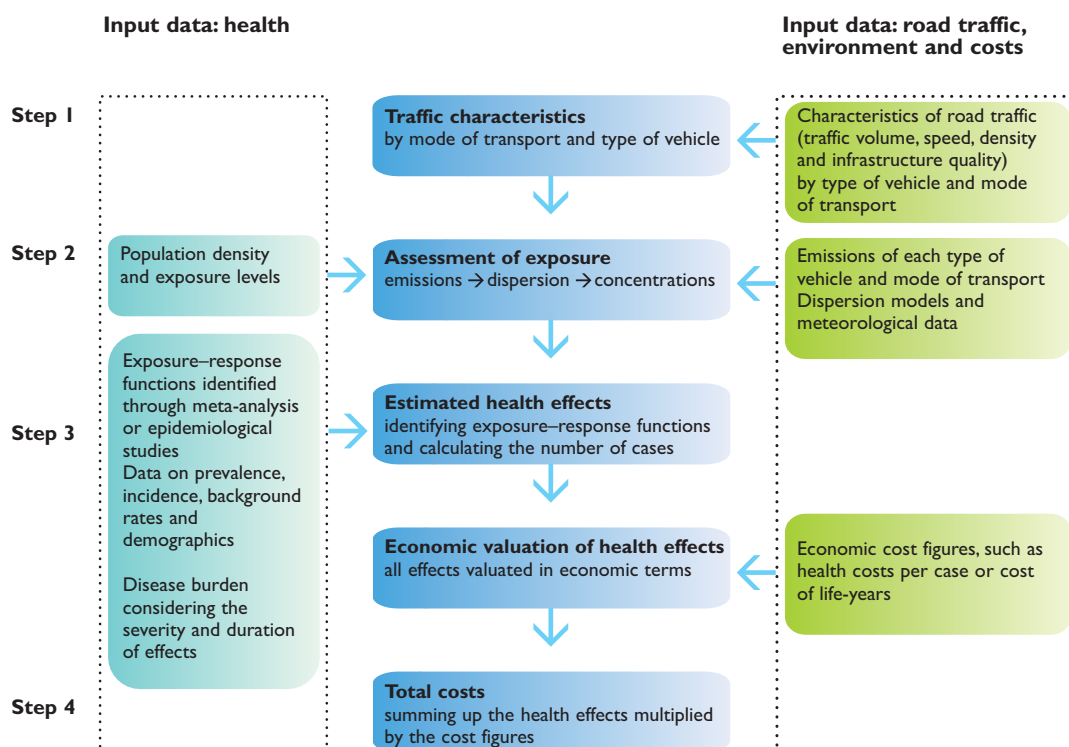 Input data: health
Input data: road traffic,
environment and costs
Step 1
Traffic characteristics
by mode of transport and type of vehicle
Characteristics of road traffic
(traffic volume, speed, density
and infrastructure quality)
by type of vehicle and mode
of transport
Step 2
Population density
and exposure levels
Assessment of exposure
emissions → dispersion → concentrations
Emissions of each type of
vehicle and mode of transport
Dispersion models and
meteorological data
Step 3
Exposure–response
functions identified
through meta-analysis
or epidemiological
studies
Data on prevalence,
incidence, background
rates and
demographics
Disease burden
considering the
severity and duration
of effects
Estimated health effects
identifying exposure–response functions
and calculating the number of cases
Economic valuation of health effects
all effects valuated in economic terms
Economic cost figures, such as
health costs per case or cost
of life-years
Step 4
Total costs
summing up the health effects multiplied
by the cost figures